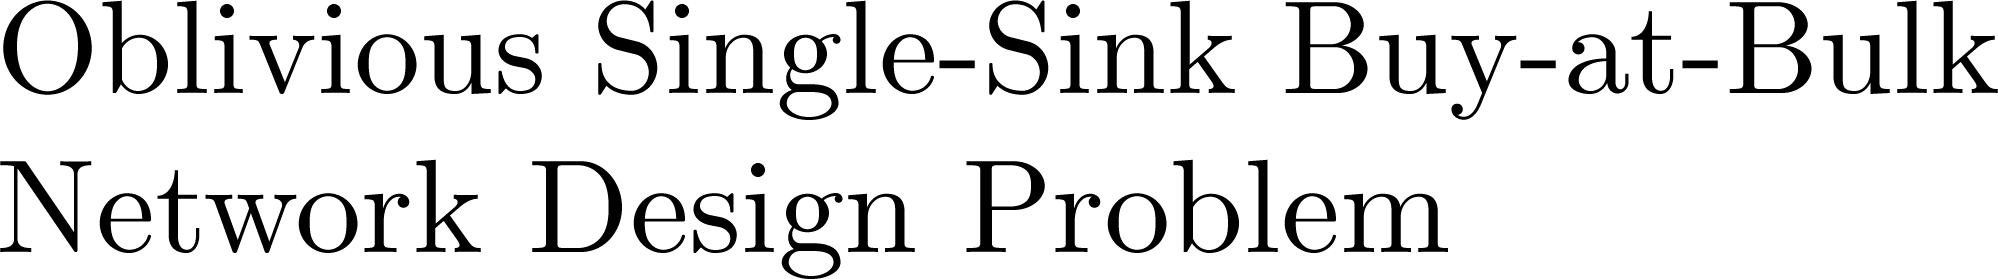 Oblivious Single-Sink Buy-at-Bulk
Network Design Problem